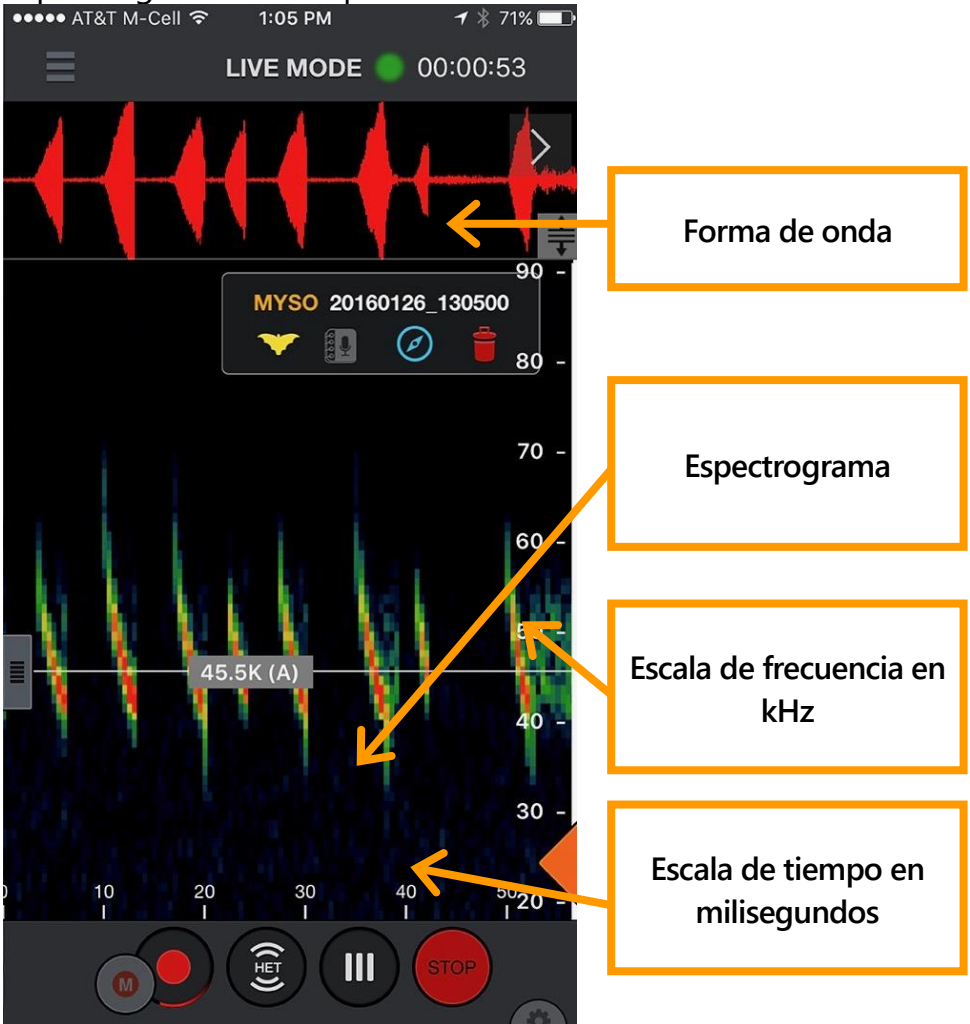 AT&T M-Cell 1:05 PM 71%
LIVE MODE 00:00:53
Forma de onda
90 -
MYSO 20160126_130500
80 -
70 -
Espectrograma
60 -
50 -
45.5K (A)
Escala de frecuencia en
kHz
40 -
30 -
Escala de tiempo en
milisegundos
0 10 20 30 40 50
20 -
M
HET
STOP